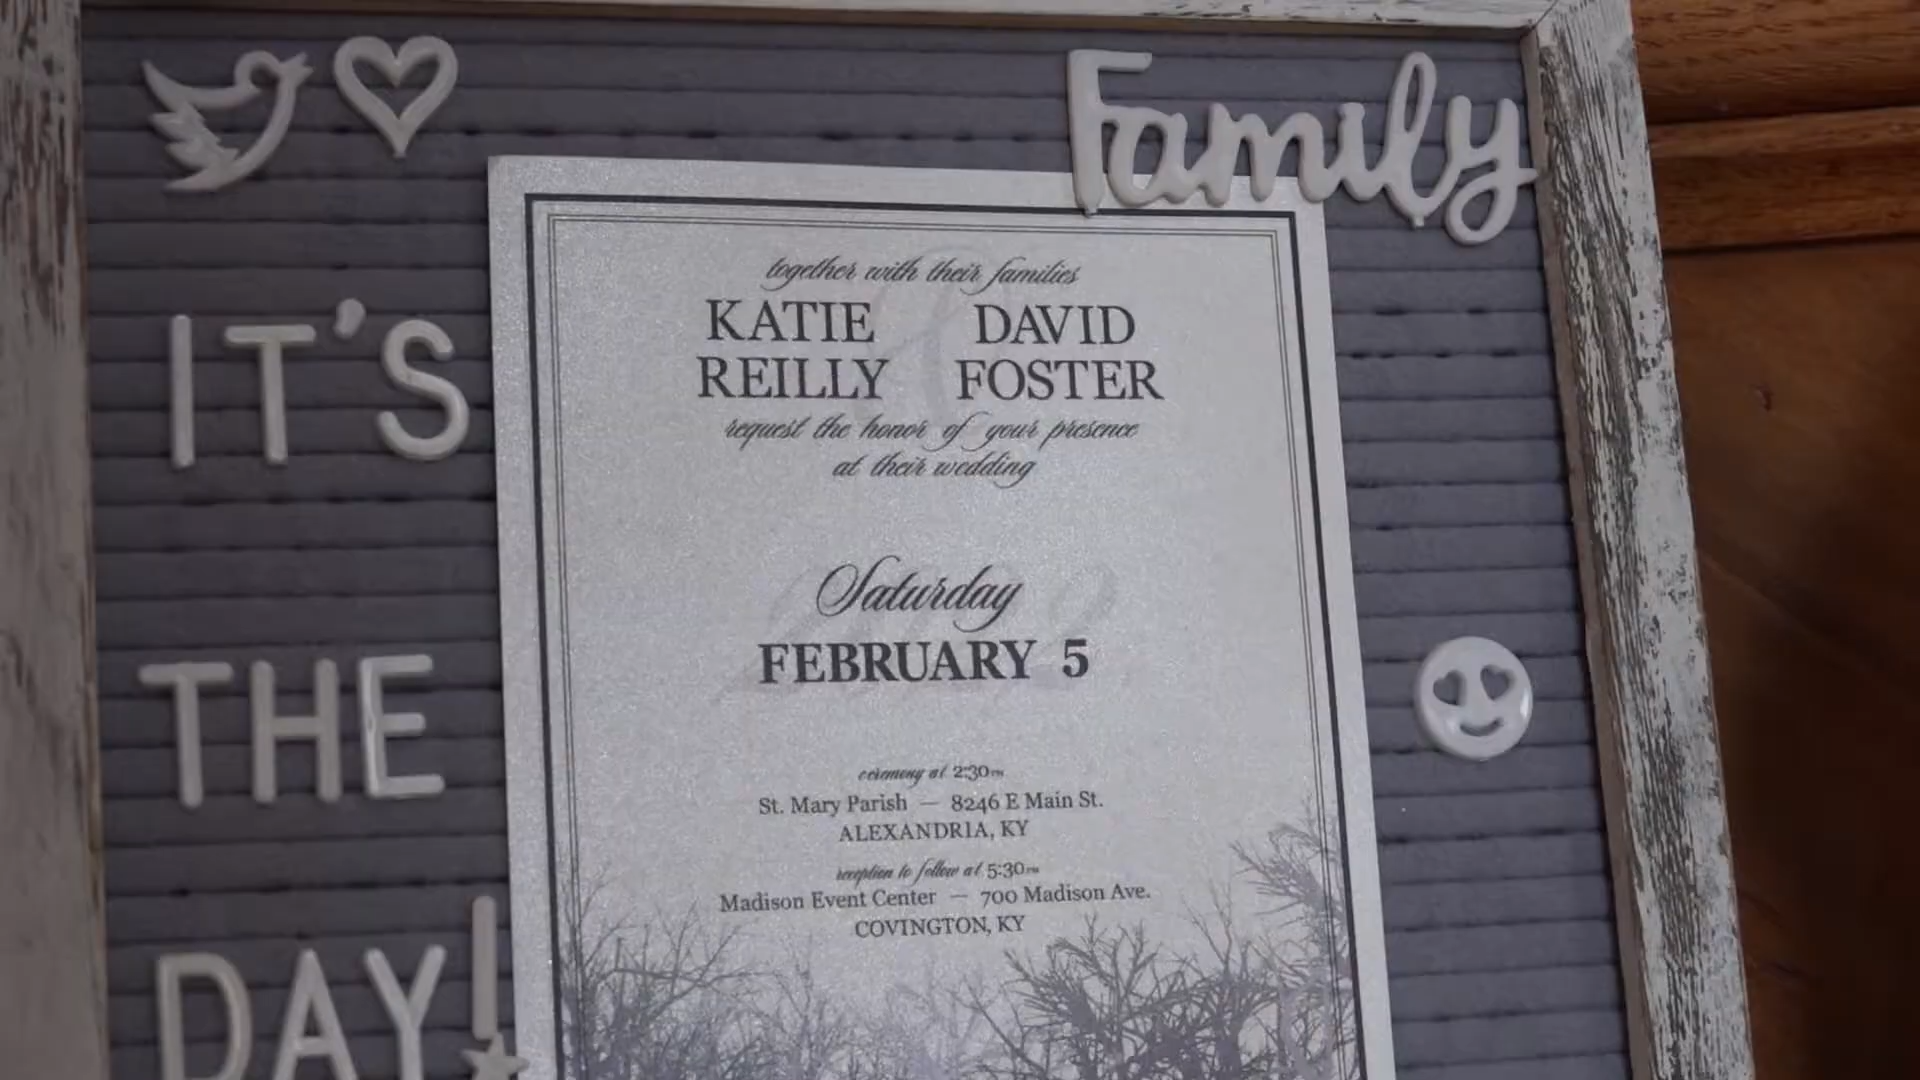 Family
IT'S
THE
DAY!
together with their families
KATIE REILLY
&
DAVID FOSTER
request the honor of your presence
at their wedding
Saturday
2022
FEBRUARY 5
ceremony at 2:30PM
St. Mary Parish — 8246 E Main St.
ALEXANDRIA, KY
reception to follow at 5:30PM
Madison Event Center — 700 Madison Ave.
COVINGTON, KY